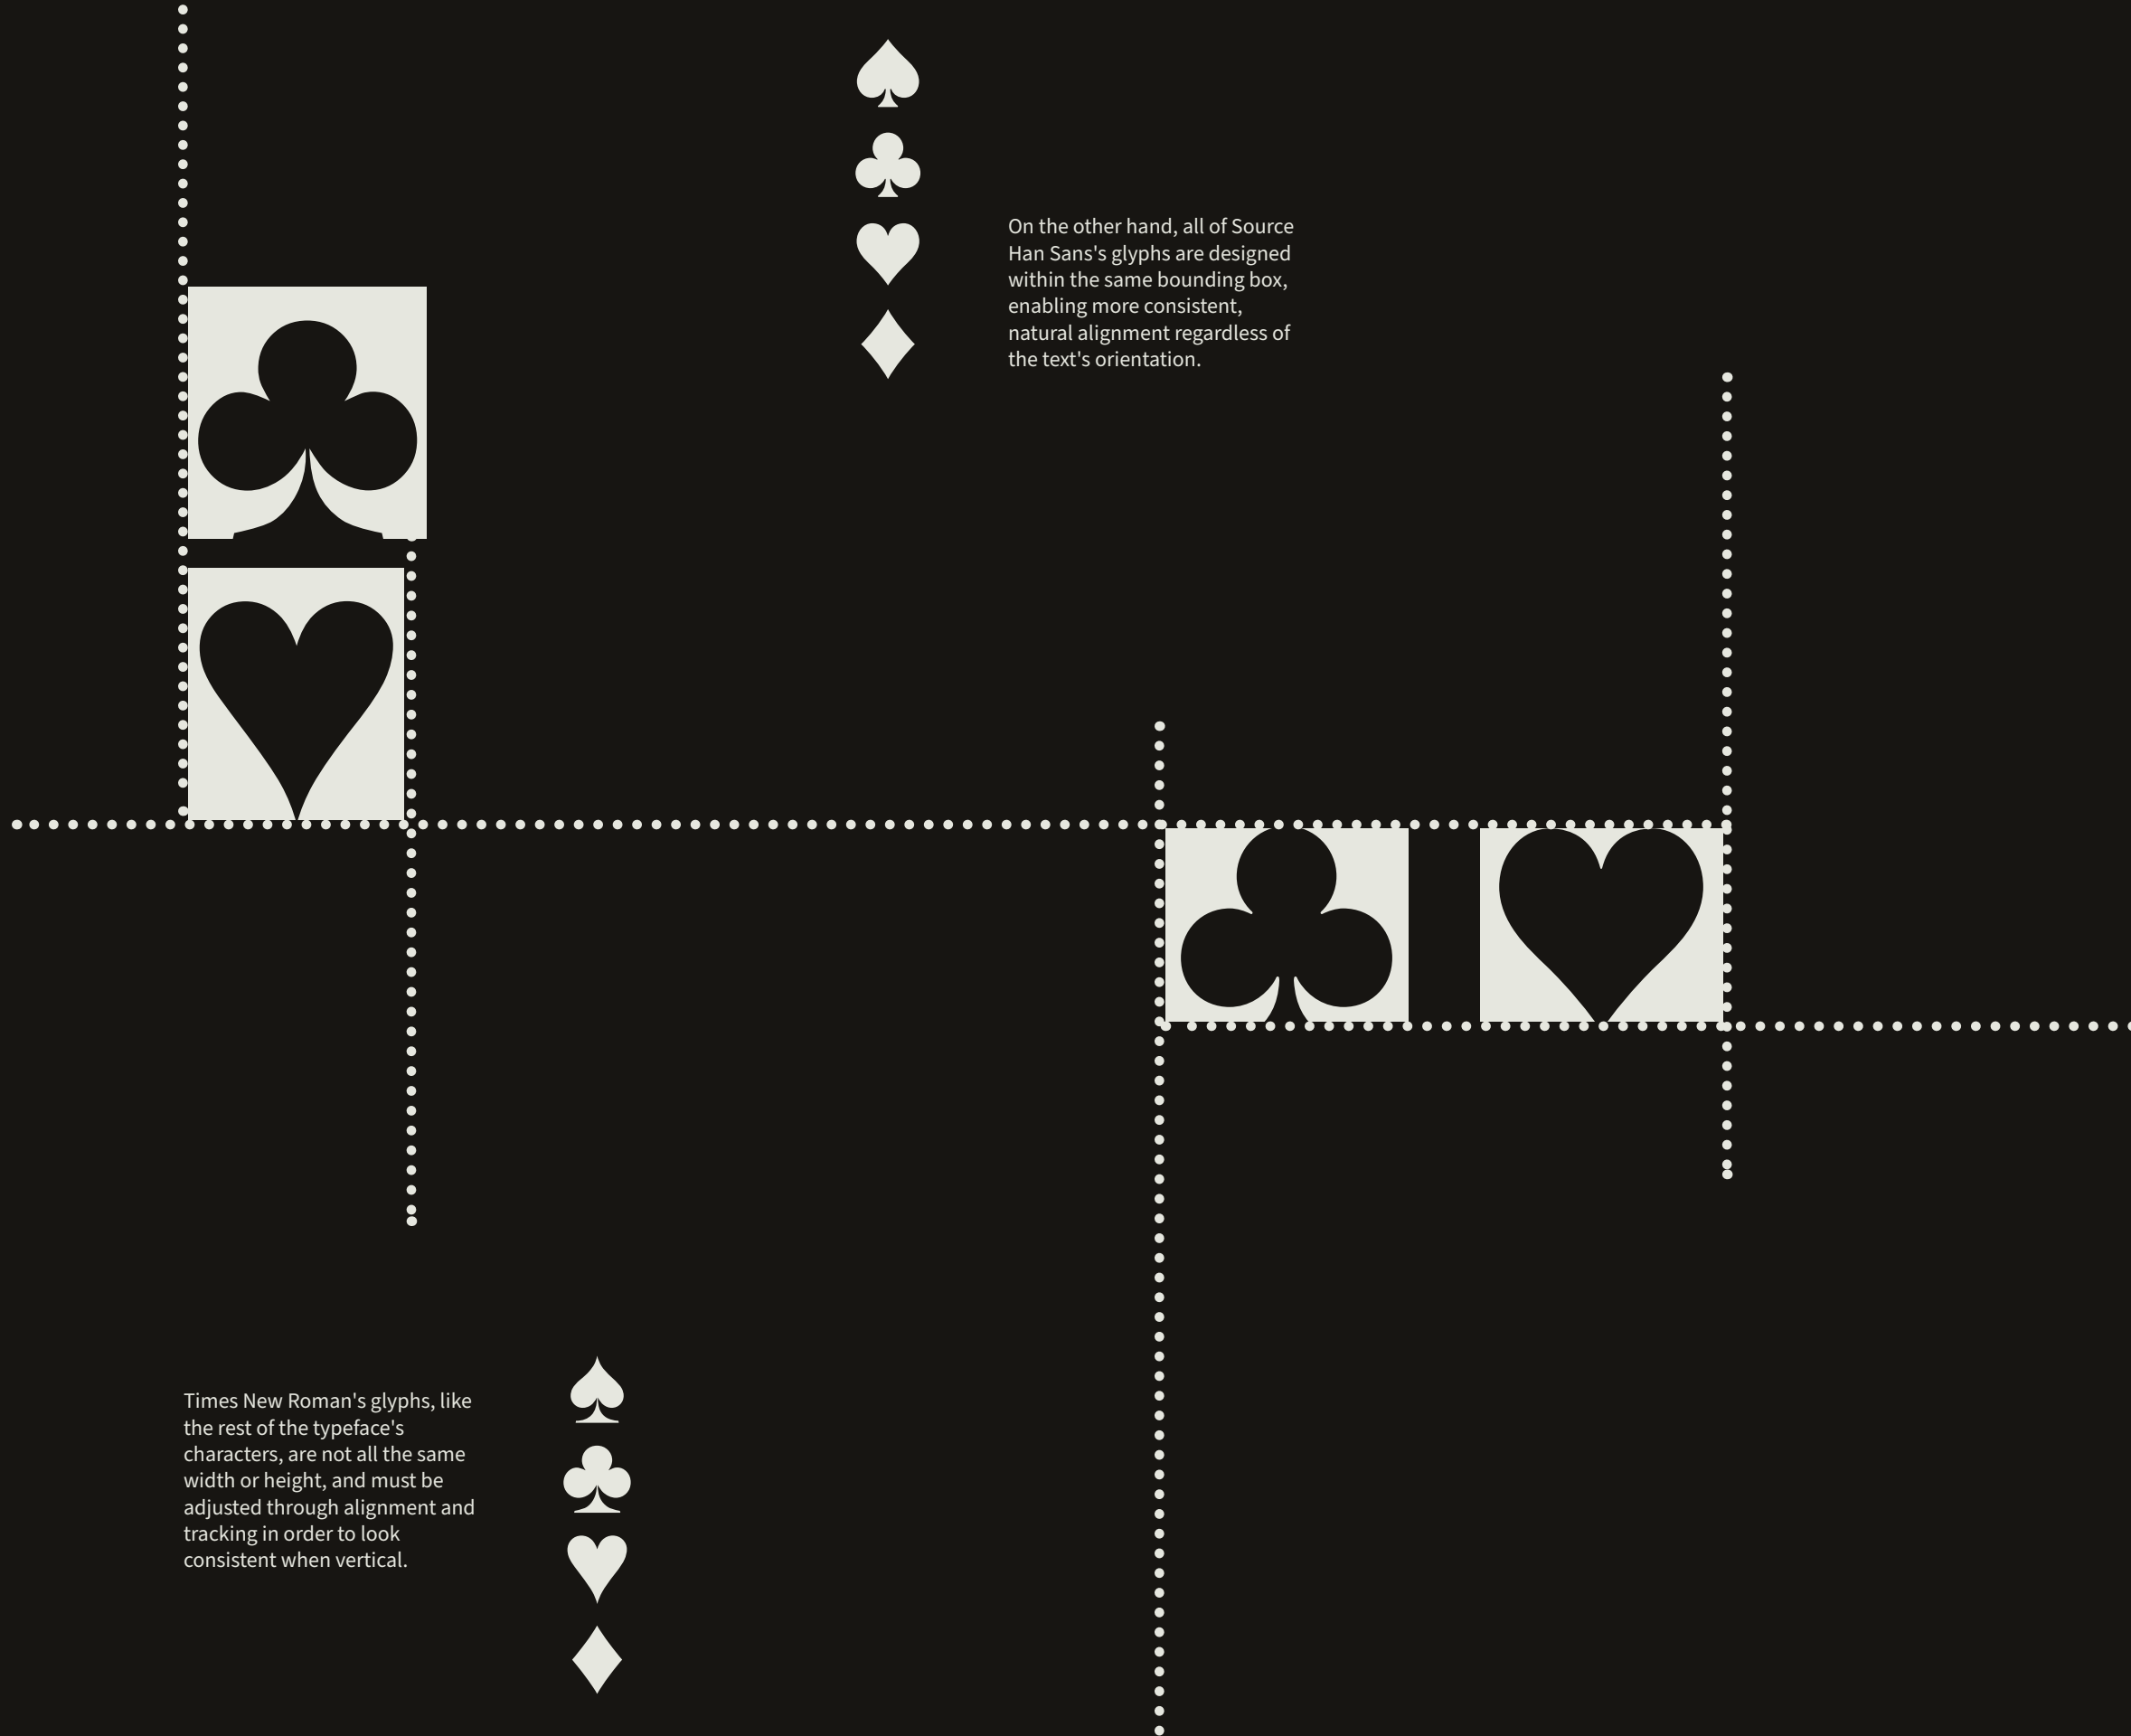 ♠
♣
♥
♦
On the other hand, all of Source
Han Sans's glyphs are designed
within the same bounding box,
enabling more consistent,
natural alignment regardless of
the text's orientation.
♣
♥
♣ ♥
Times New Roman's glyphs, like
the rest of the typeface's
characters, are not all the same
width or height, and must be
adjusted through alignment and
tracking in order to look
consistent when vertical.
♠
♣
♥
♦